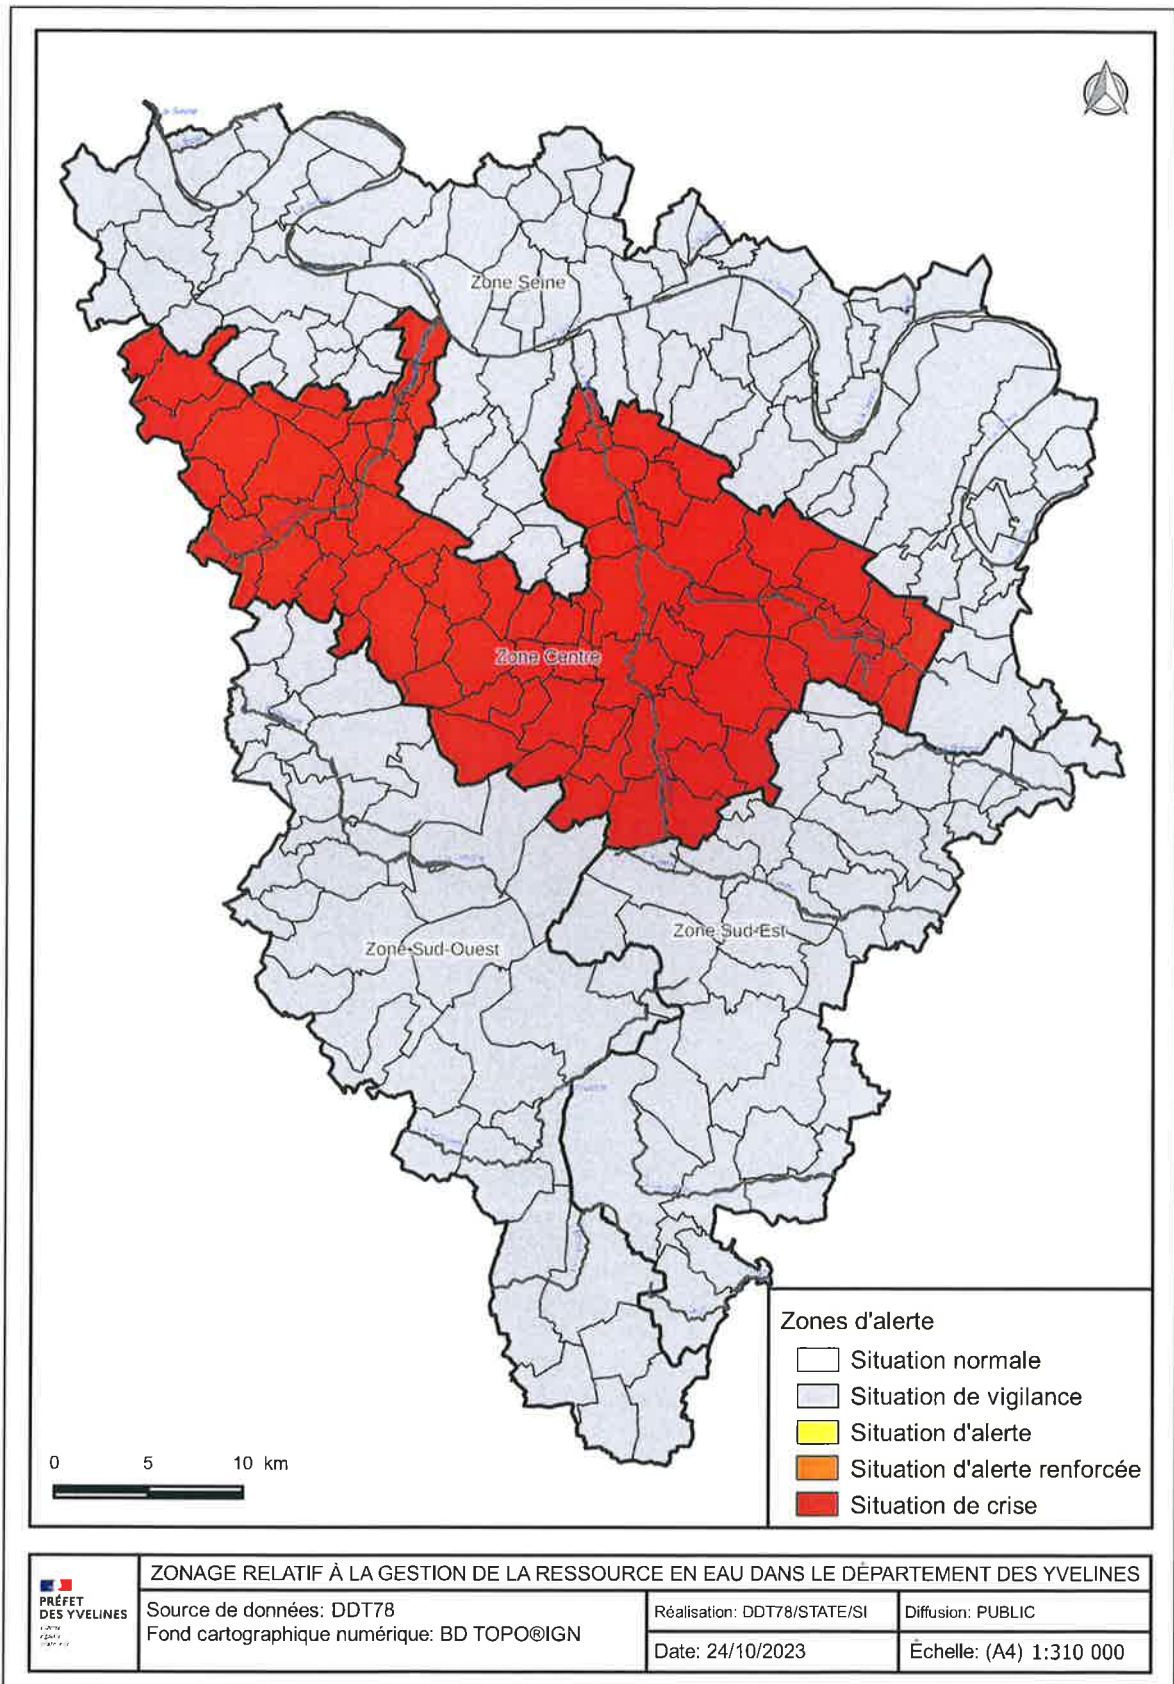 Zone Seine
Zone Centre
Zone Sud-Est
Zone Sud-Ouest
Zones d'alerte
Situation normale
Situation de vigilance
Situation d'alerte
Situation d'alerte renforcée
Situation de crise
0 5 10 km
ZONAGE RELATIF À LA GESTION DE LA RESSOURCE EN EAU DANS LE DÉPARTEMENT DES YVELINES
PRÉFET
DES YVELINES
Source de données: DDT78
Fond cartographique numérique: BD TOPO®IGN
Réalisation: DDT78/STATE/SI
Diffusion: PUBLIC
Date: 24/10/2023
Échelle: (A4) 1:310 000